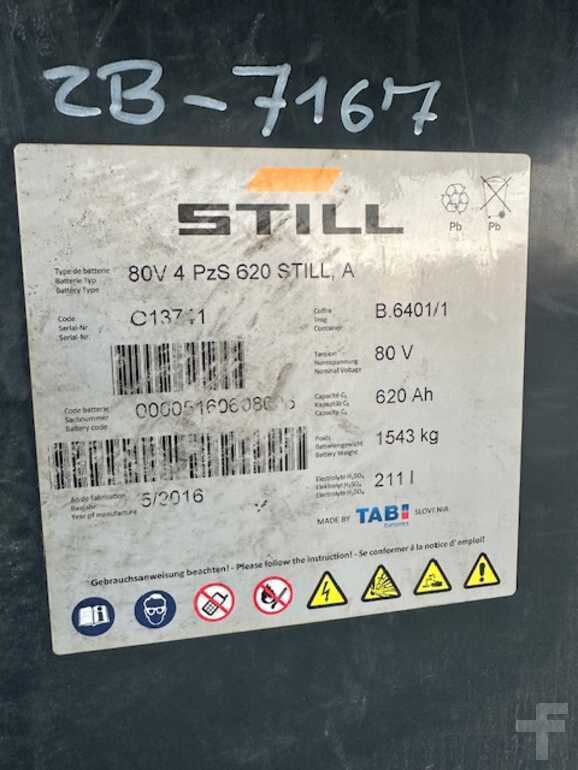 ZB-7167
STILL
Pb Pb
Type de batterie
Batterie Typ
Battery Type
80V 4 PzS 620 STILL, A
Code
Serial-Nr.
Serial-Nr.
Coffre
Trog
Container
B.6401/1
Tension
Nennspannung
Nominal Voltage
80 V
Capacité C₅
Kapazität C₅
Capacity C₅
620 Ah
Code batterie
Sachnummer
Battery code
Poids
Batteriengewicht
Battery Weight
1543 kg
Electrolyte H₂SO₄
Elektrolyt H₂SO₄
Electrolyte H₂SO₄
211 l
An de fabrication
Baujahr
Year of manufacture
5/2016
MADE BY TAB SLOVENIA
Gebrauchsanweisung beachten! - Please follow the instruction! - Se conformer à la notice d' emploi!